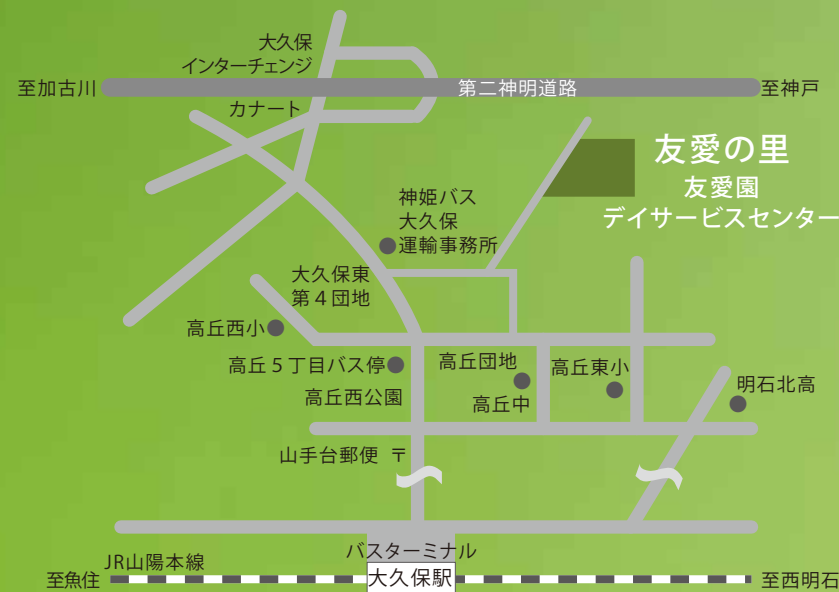 大久保
インターチェンジ
至加古川
第二神明道路
至神戸
カナート
友愛の里
友愛園
デイサービスセンター
神姫バス
大久保
運輸事務所
大久保東
第4団地
高丘西小
高丘5丁目バス停
高丘団地
高丘東小
高丘西公園
高丘中
明石北高
山手台郵便 〒
JR山陽本線
バスターミナル
至魚住
大久保駅
至西明石